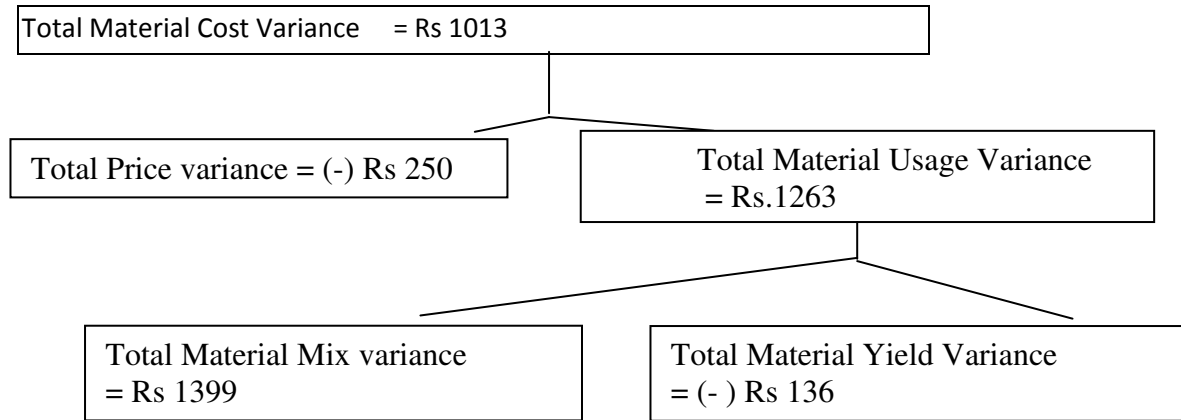 Total Material Cost Variance = Rs 1013
Total Price variance = (-) Rs 250
Total Material Usage Variance
= Rs.1263
Total Material Mix variance
= Rs 1399
Total Material Yield Variance
= (- ) Rs 136